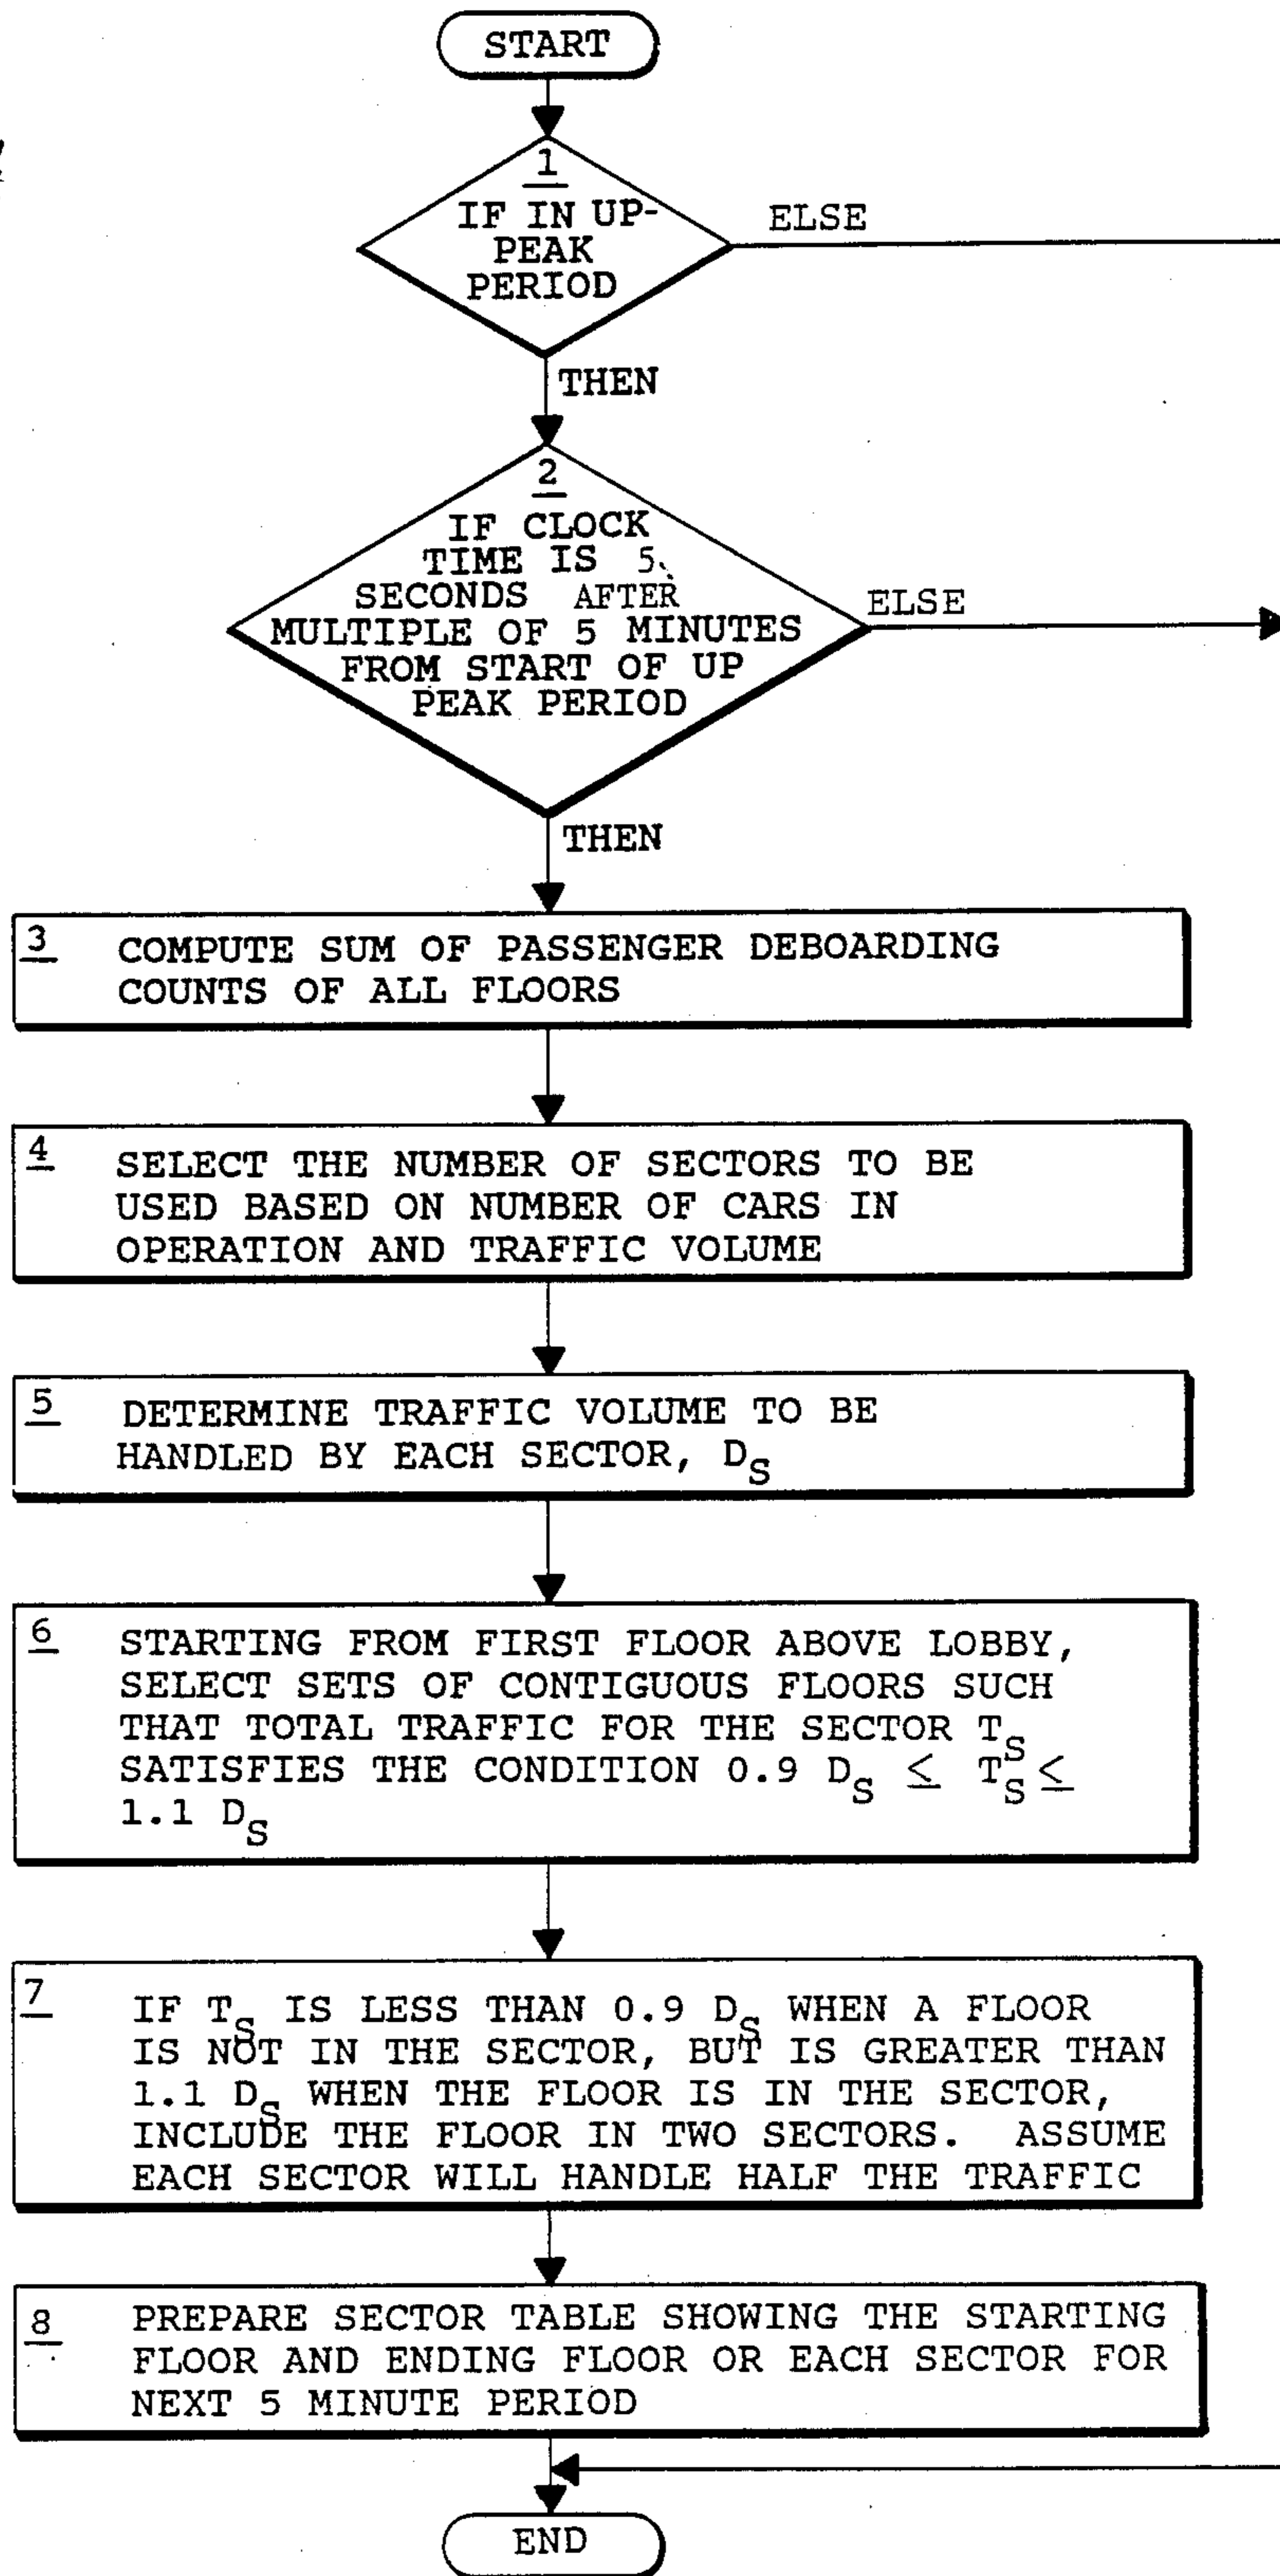 START
1
IF IN UP-
PEAK
PERIOD
ELSE
THEN
2
IF CLOCK
TIME IS 5
SECONDS AFTER
MULTIPLE OF 5 MINUTES
FROM START OF UP
PEAK PERIOD
ELSE
THEN
3
COMPUTE SUM OF PASSENGER DEBOARDING
COUNTS OF ALL FLOORS
4
SELECT THE NUMBER OF SECTORS TO BE
USED BASED ON NUMBER OF CARS IN
OPERATION AND TRAFFIC VOLUME
5
DETERMINE TRAFFIC VOLUME TO BE
HANDLED BY EACH SECTOR, D_S
6
STARTING FROM FIRST FLOOR ABOVE LOBBY,
SELECT SETS OF CONTIGUOUS FLOORS SUCH
THAT TOTAL TRAFFIC FOR THE SECTOR T_S
SATISFIES THE CONDITION 0.9 D_S ≤ T_S ≤
1.1 D_S
7
IF T_S IS LESS THAN 0.9 D_S WHEN A FLOOR
IS NOT IN THE SECTOR, BUT IS GREATER THAN
1.1 D_S WHEN THE FLOOR IS IN THE SECTOR,
INCLUDE THE FLOOR IN TWO SECTORS. ASSUME
EACH SECTOR WILL HANDLE HALF THE TRAFFIC
8
PREPARE SECTOR TABLE SHOWING THE STARTING
FLOOR AND ENDING FLOOR OR EACH SECTOR FOR
NEXT 5 MINUTE PERIOD
END